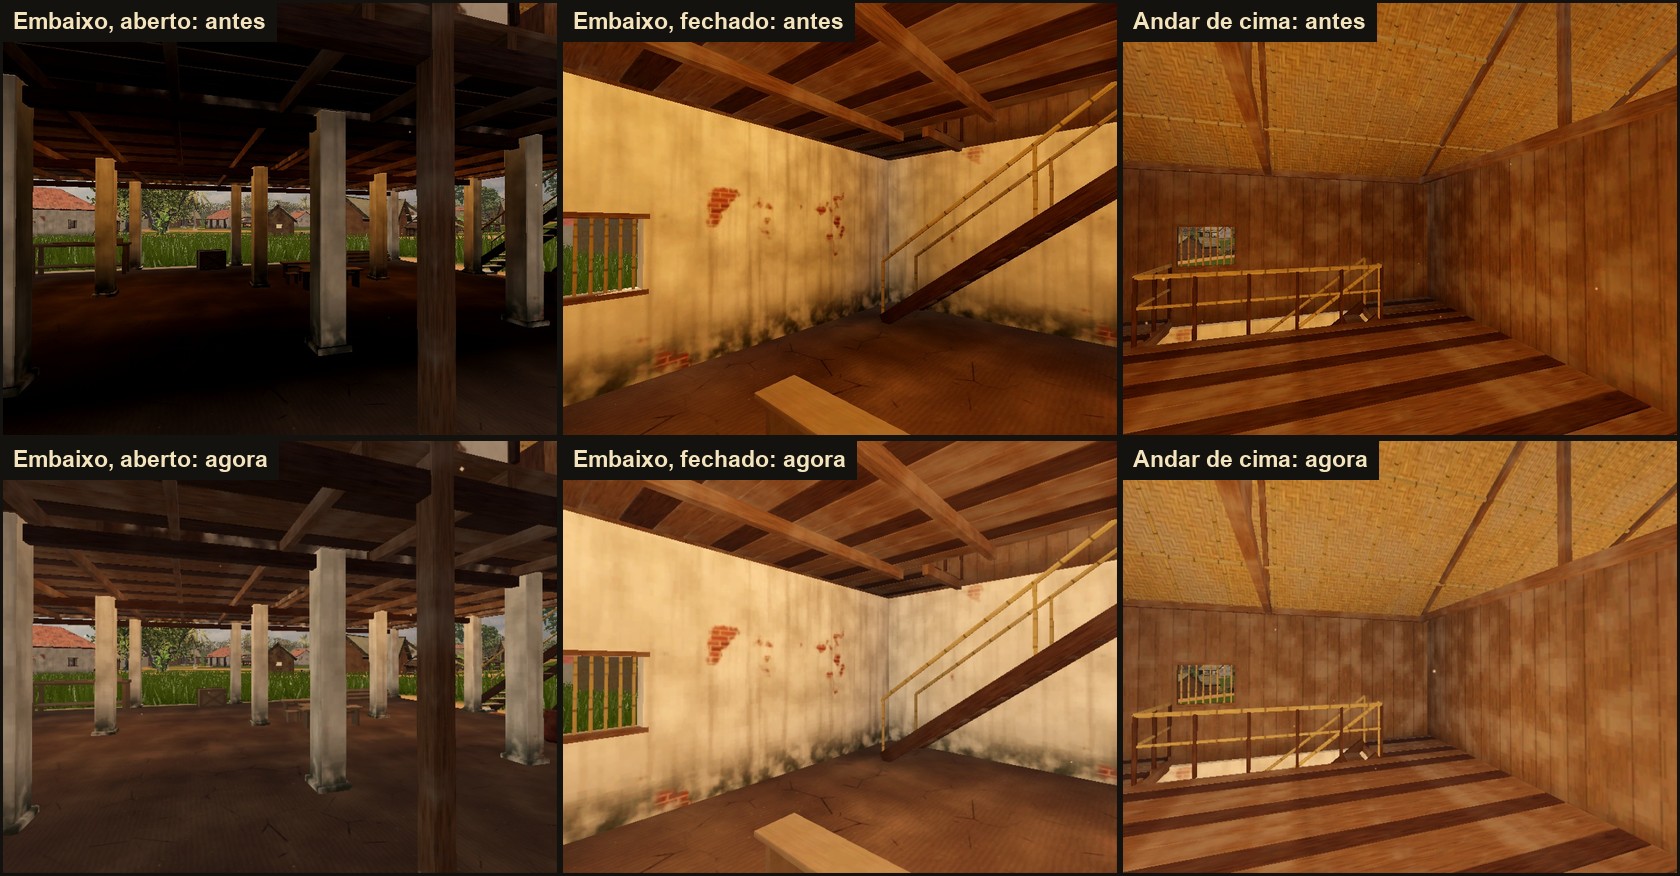 Embaixo, aberto: antes
Embaixo, fechado: antes
Andar de cima: antes
Embaixo, aberto: agora
Embaixo, fechado: agora
Andar de cima: agora